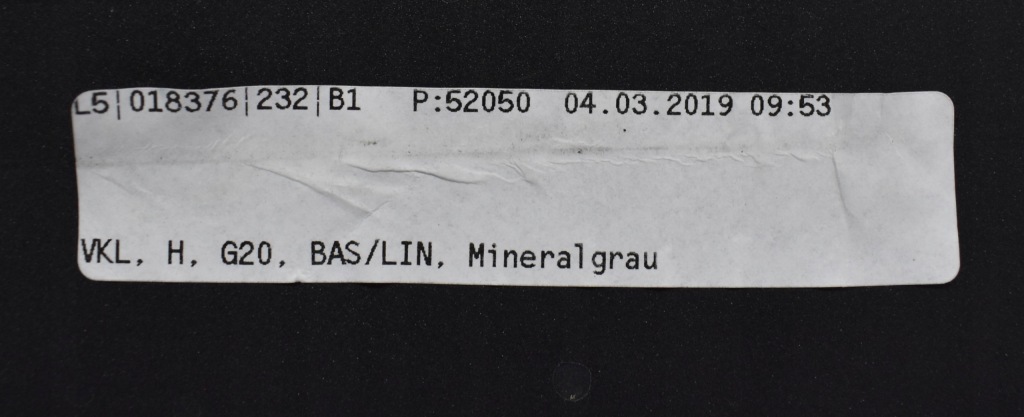 L5|018376|232|B1 P:52050 04.03.2019 09:53
VKL, H, G20, BAS/LIN, Mineralgrau